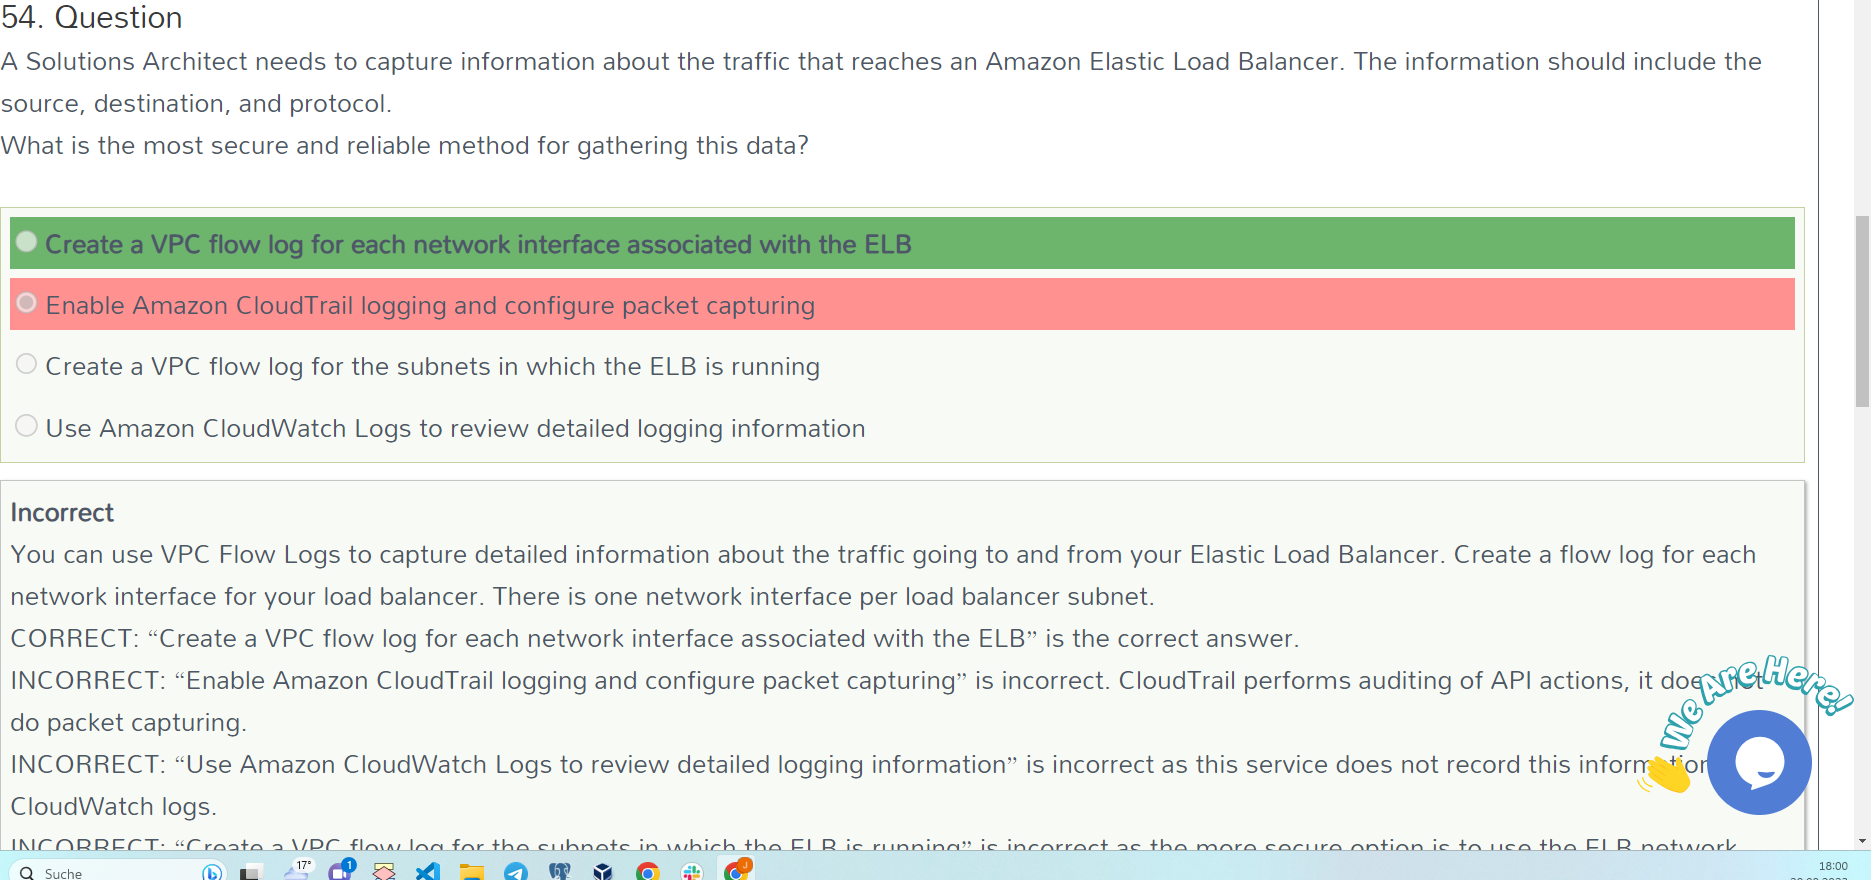 54. Question
A Solutions Architect needs to capture information about the traffic that reaches an Amazon Elastic Load Balancer. The information should include the
source, destination, and protocol.
What is the most secure and reliable method for gathering this data?
Create a VPC flow log for each network interface associated with the ELB
Enable Amazon CloudTrail logging and configure packet capturing
Create a VPC flow log for the subnets in which the ELB is running
Use Amazon CloudWatch Logs to review detailed logging information
Incorrect
You can use VPC Flow Logs to capture detailed information about the traffic going to and from your Elastic Load Balancer. Create a flow log for each
network interface for your load balancer. There is one network interface per load balancer subnet.
CORRECT: “Create a VPC flow log for each network interface associated with the ELB” is the correct answer.
INCORRECT: “Enable Amazon CloudTrail logging and configure packet capturing” is incorrect. CloudTrail performs auditing of API actions, it does not
do packet capturing.
INCORRECT: “Use Amazon CloudWatch Logs to review detailed logging information” is incorrect as this service does not record this information
CloudWatch logs.
INCORRECT: “Create a VPC flow log for the subnets in which the ELB is running” is incorrect as the more secure option is to use the ELB network
We Are Here!
Suche
17°
1
J
18:00